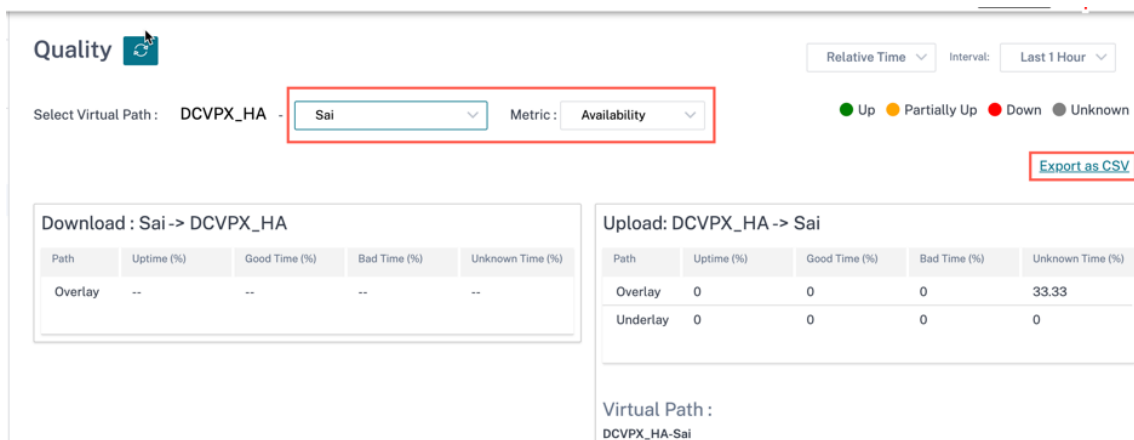 Quality
Relative Time Interval: Last 1 Hour
Select Virtual Path : DCVPX_HA - Sai Metric : Availability Up Partially Up Down Unknown
Export as CSV
Download : Sai -> DCVPX_HA
Path Uptime (%) Good Time (%) Bad Time (%) Unknown Time (%)
Overlay -- -- -- --
Upload: DCVPX_HA -> Sai
Path Uptime (%) Good Time (%) Bad Time (%) Unknown Time (%)
Overlay 0 0 0 33.33
Underlay 0 0 0 0
Virtual Path :
DCVPX_HA-Sai